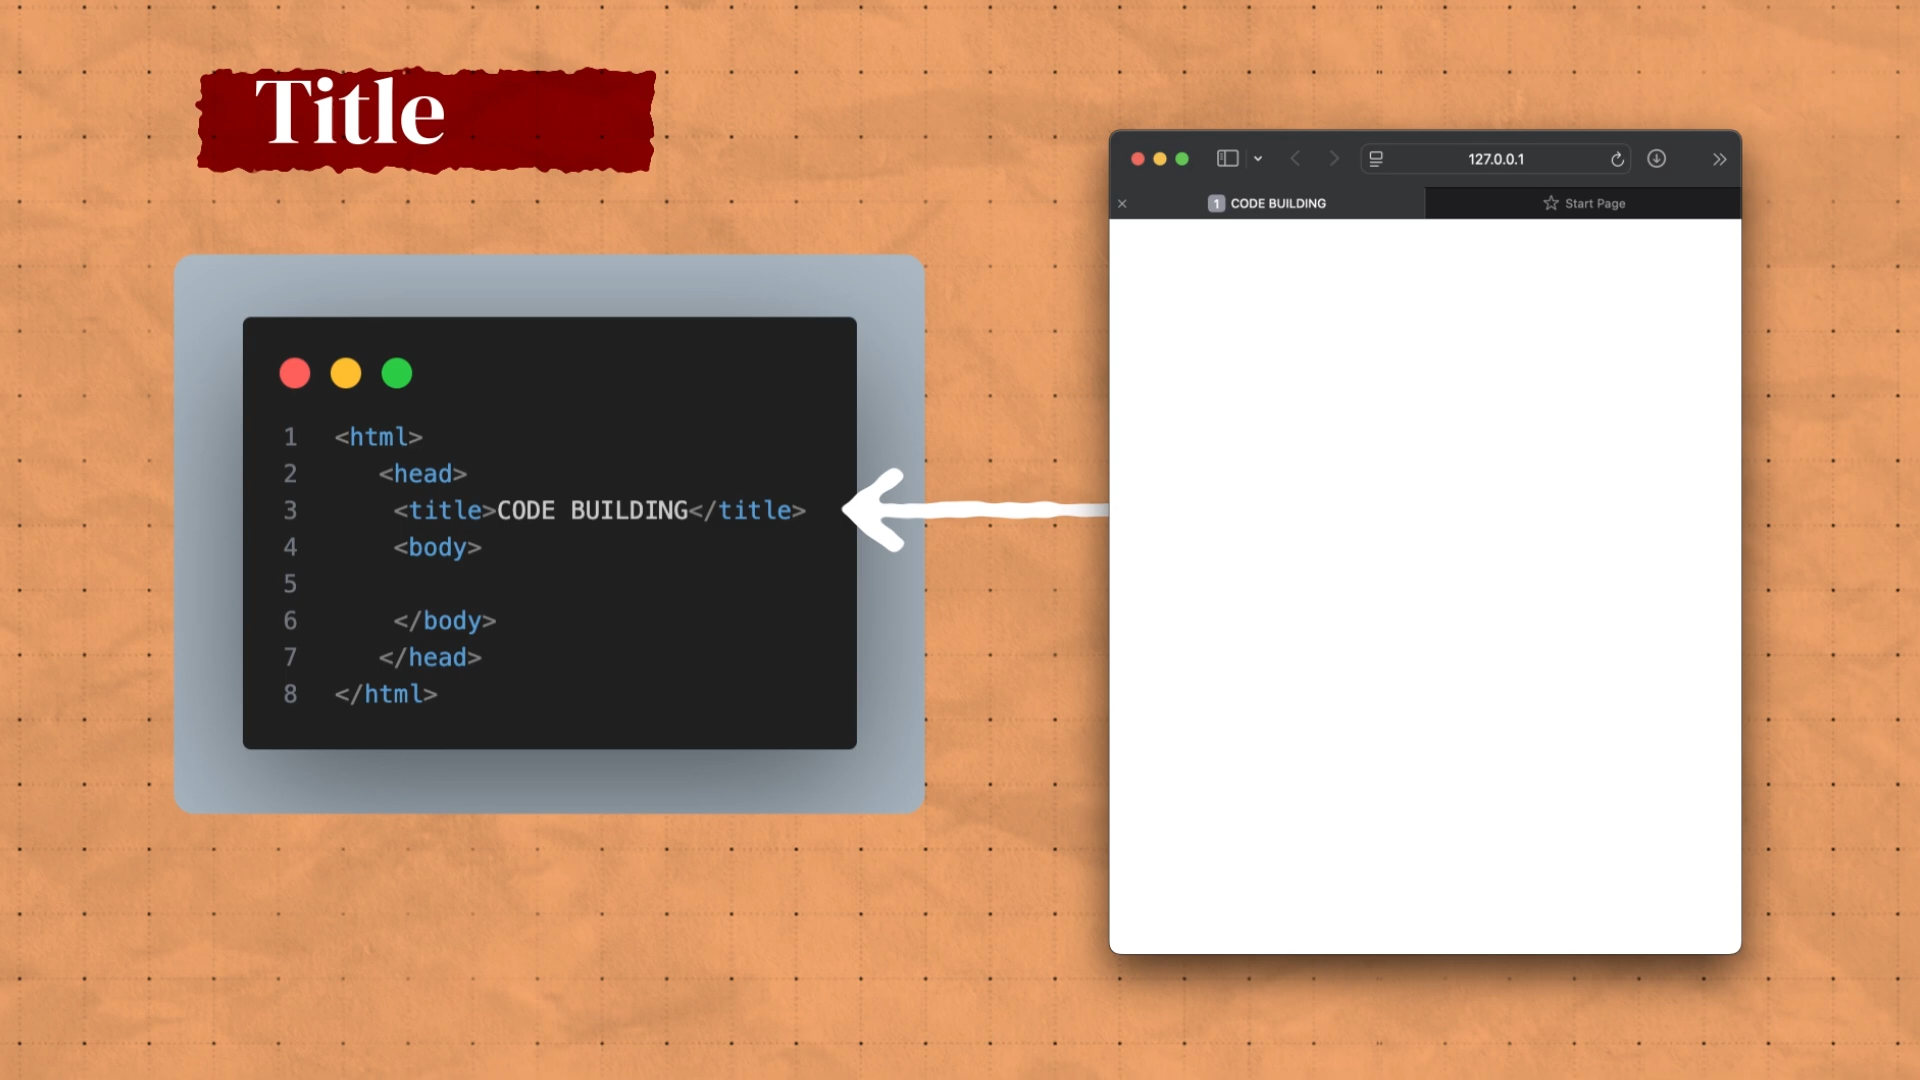 Title
1 <html>
2 <head>
3 <title>CODE BUILDING</title>
4 <body>
5
6 </body>
7 </head>
8 </html>
127.0.0.1
1 CODE BUILDING
Start Page